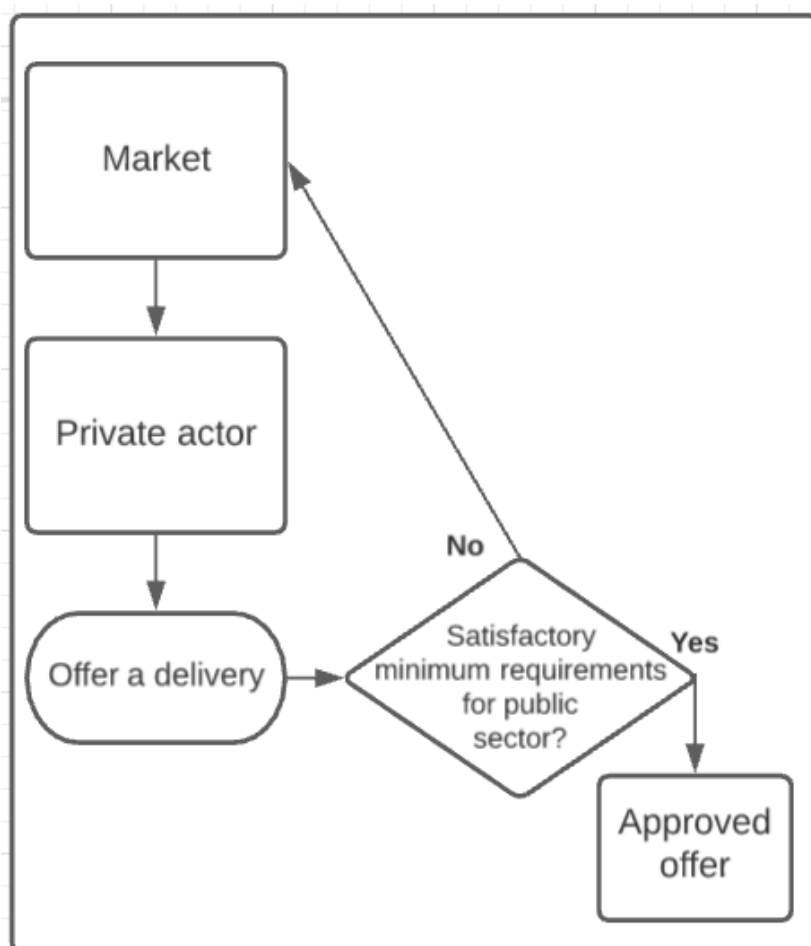 Market
Private actor
Offer a delivery
No
Satisfactory
minimum requirements
for public
sector?
Yes
Approved
offer